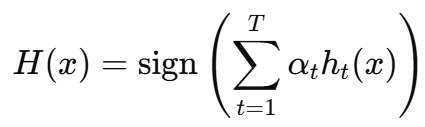 H(x) = sign ( ∑_{t=1}^{T} α_t h_t(x) )